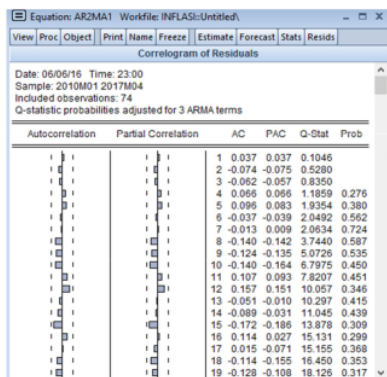 Equation: AR2MA1 Workfile: INFLASI::Untitled\
View Proc Object Print Name Freeze Estimate Forecast Stats Resids
Correlogram of Residuals
Date: 06/06/16 Time: 23:00
Sample: 2010M01 2017M04
Included observations: 74
Q-statistic probabilities adjusted for 3 ARMA terms
Autocorrelation Partial Correlation AC PAC Q-Stat Prob
1 0.037 0.037 0.1046
2 -0.074 -0.075 0.5280
3 -0.062 -0.057 0.8350
4 0.066 0.066 1.1859 0.276
5 0.096 0.083 1.9354 0.380
6 -0.037 -0.039 2.0492 0.562
7 -0.013 0.009 2.0634 0.724
8 -0.140 -0.142 3.7440 0.587
9 -0.124 -0.135 5.0726 0.535
10 -0.140 -0.164 6.7975 0.450
11 0.107 0.093 7.8207 0.451
12 0.157 0.151 10.057 0.346
13 -0.051 -0.010 10.297 0.415
14 -0.089 -0.031 11.045 0.439
15 -0.172 -0.186 13.878 0.309
16 0.114 0.027 15.131 0.299
17 0.015 -0.071 15.155 0.368
18 -0.114 -0.155 16.450 0.353
19 -0.128 -0.108 18.126 0.317